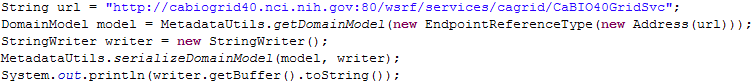 String url = "http://cabiogrid40.nci.nih.gov:80/wsrf/services/cagrid/CaBIO40GridSvc";
DomainModel model = MetadataUtils.getDomainModel(new EndpointReferenceType(new Address(url)));
StringWriter writer = new StringWriter();
MetadataUtils.serializeDomainModel(model, writer);
System.out.println(writer.getBuffer().toString());